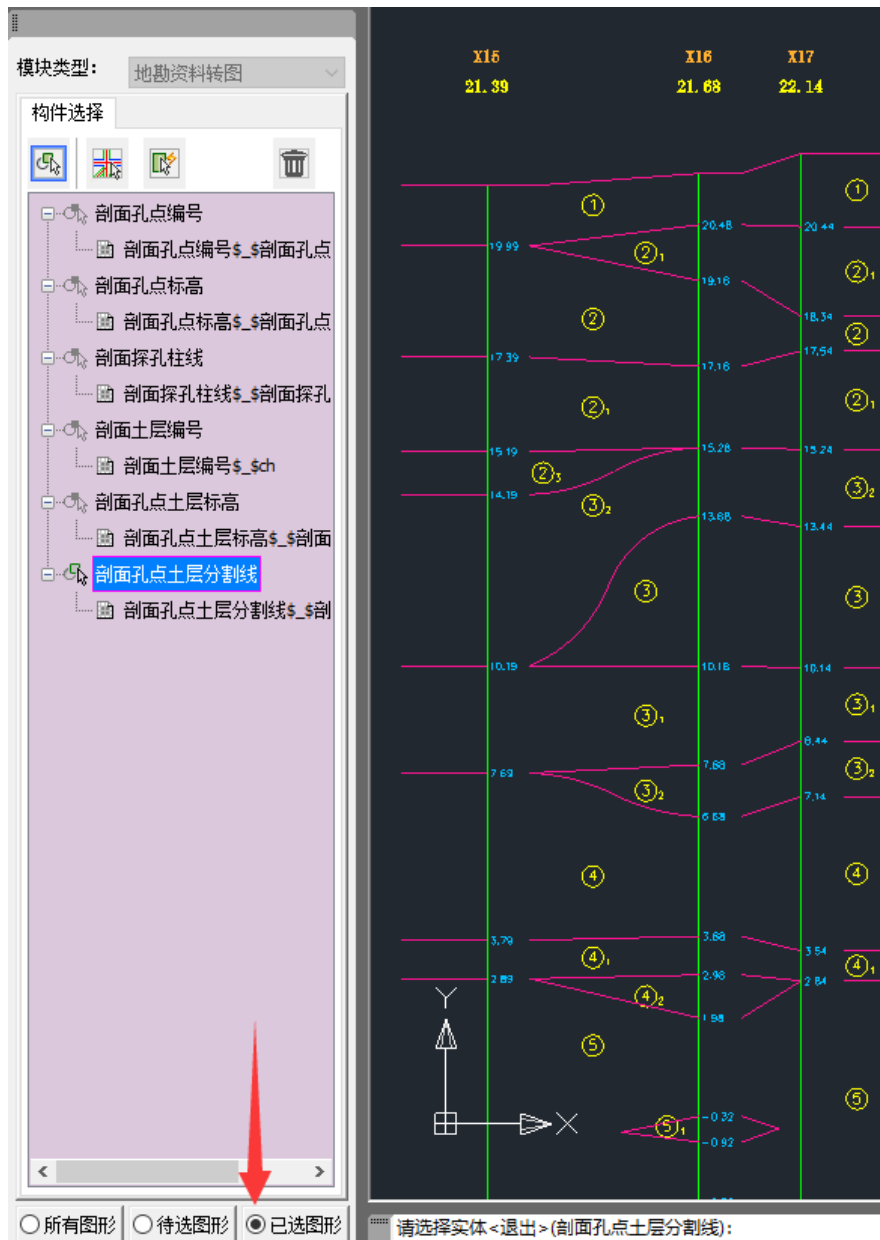 模块类型:
地勘资料转图
构件选择
剖面孔点编号
剖面孔点编号$_$剖面孔点
剖面孔点标高
剖面孔点标高$_$剖面孔点
剖面探孔柱线
剖面探孔柱线$_$剖面探孔
剖面土层编号
剖面土层编号$_$ch
剖面孔点土层标高
剖面孔点土层标高$_$剖面
剖面孔点土层分割线
剖面孔点土层分割线$_$剖
所有图形 待选图形 已选图形
X15 X16 X17
21.39 21.68 22.14
① ①
20.48 20.44
19.99 ②1
19.16 ②1
② 18.34
②
17.39 17.16 17.54
②1 ②1
15.19 15.28 15.24
②3
14.19 ③2 ③2
13.68 13.44
③ ③
10.19 10.18 10.14
③1 ③1
8.44
7.69 7.68 ③2
③2 7.14
6.68
④ ④
3.79 3.68 3.54
④1 ④1
2.89 2.98 2.84
④2
1.98
Y
⑤
⑤
X
-0.32
⑤1
-0.92
请选择实体<退出>(剖面孔点土层分割线):